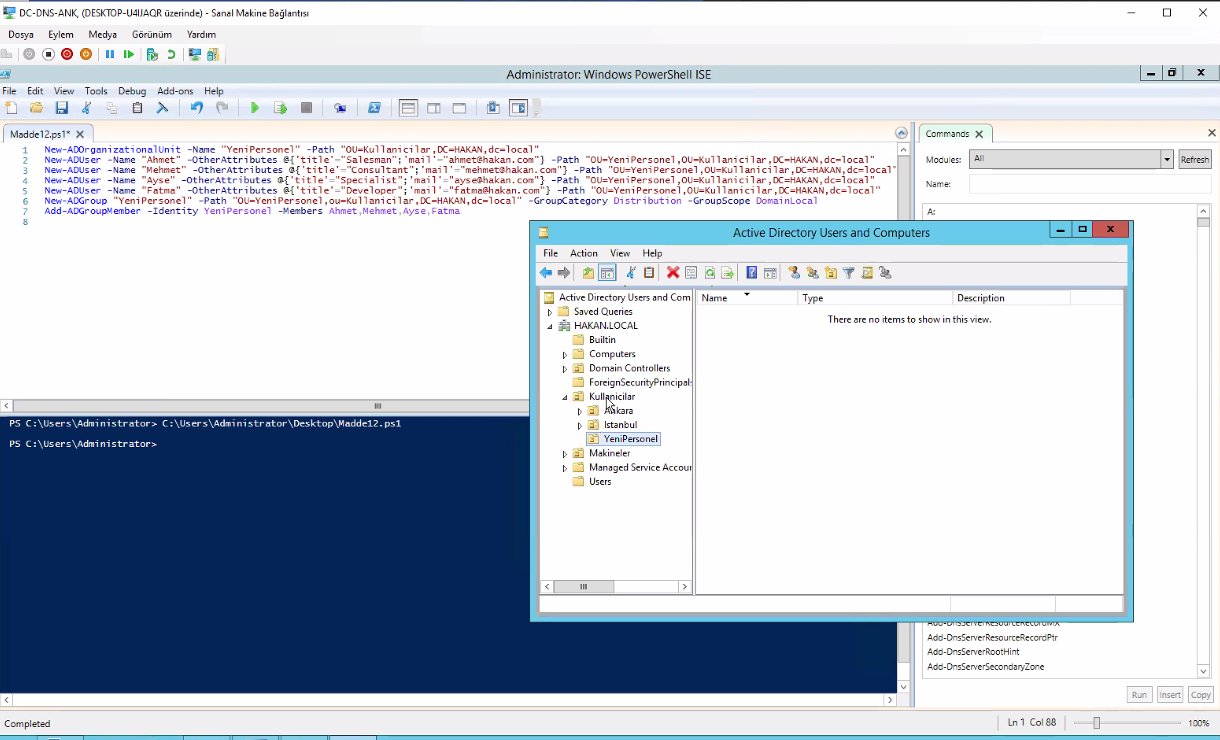 DC-DNS-ANK, (DESKTOP-U4IJAQR üzerinde) - Sanal Makine Bağlantısı
Dosya Eylem Medya Görünüm Yardım
Administrator: Windows PowerShell ISE
File Edit View Tools Debug Add-ons Help
Madde12.ps1* X
1 New-ADOrganizationalUnit -Name "YeniPersonel" -Path "OU=Kullanicilar,DC=HAKAN,dc=local"
2 New-ADUser -Name "Ahmet" -OtherAttributes @{'title'="Salesman";'mail'="ahmet@hakan.com"} -Path "OU=YeniPersonel,OU=Kullanicilar,DC=HAKAN,dc=local"
3 New-ADUser -Name "Mehmet" -OtherAttributes @{'title'="Consultant";'mail'="mehmet@hakan.com"} -Path "OU=YeniPersonel,OU=Kullanicilar,DC=HAKAN,dc=local"
4 New-ADUser -Name "Ayse" -OtherAttributes @{'title'="Specialist";'mail'="ayse@hakan.com"} -Path "OU=YeniPersonel,OU=Kullanicilar,DC=HAKAN,dc=local"
5 New-ADUser -Name "Fatma" -OtherAttributes @{'title'="Developer";'mail'="fatma@hakan.com"} -Path "OU=YeniPersonel,OU=Kullanicilar,DC=HAKAN,dc=local"
6 New-ADGroup "YeniPersonel" -Path "OU=YeniPersonel,ou=Kullanicilar,DC=HAKAN,dc=local" -GroupCategory Distribution -GroupScope DomainLocal
7 Add-ADGroupMember -Identity YeniPersonel -Members Ahmet,Mehmet,Ayse,Fatma
8
PS C:\Users\Administrator> C:\Users\Administrator\Desktop\Madde12.ps1
PS C:\Users\Administrator>
Commands X
Modules: All Refresh
Name:
A:
Active Directory Users and Computers
File Action View Help
Active Directory Users and Com
Saved Queries
HAKAN.LOCAL
Builtin
Computers
Domain Controllers
ForeignSecurityPrincipals
Kullanicilar
Ankara
Istanbul
YeniPersonel
Makineler
Managed Service Accour
Users
Name Type Description
There are no items to show in this view.
Add-DnsServerResourceRecordMX
Add-DnsServerResourceRecordPtr
Add-DnsServerRootHint
Add-DnsServerSecondaryZone
Run Insert Copy
Completed
Ln 1 Col 88
100%